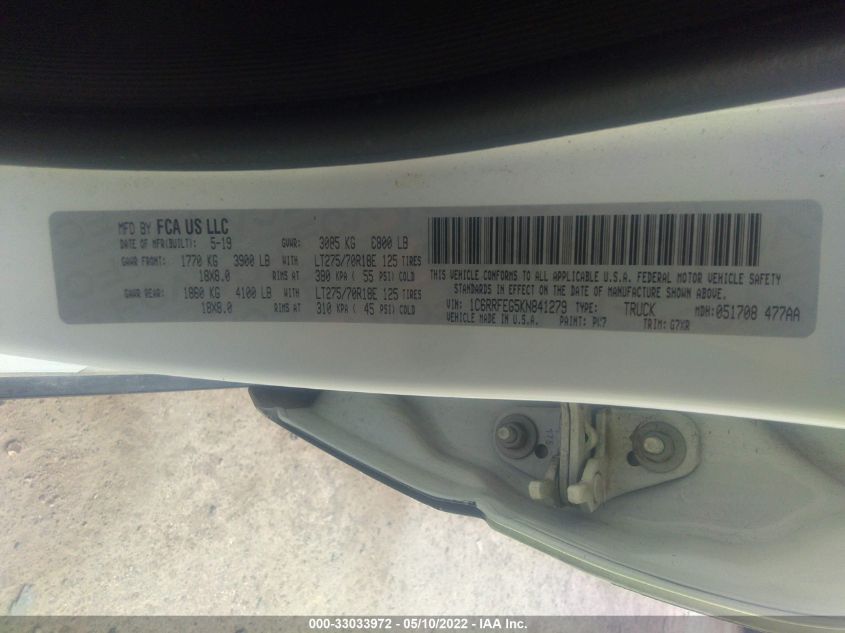 MFD BY FCA US LLC
DATE OF MFR(BUILT): 5-19 GVWR: 3085 KG 6800 LB
GAWR FRONT: 1770 KG 3900 LB WITH LT275/70R18E 125 TIRES
18X8.0 RIMS AT 380 KPA ( 55 PSI) COLD
GAWR REAR: 1860 KG 4100 LB WITH LT275/70R18E 125 TIRES
18X8.0 RIMS AT 310 KPA ( 45 PSI) COLD
THIS VEHICLE CONFORMS TO ALL APPLICABLE U.S.A. FEDERAL MOTOR VEHICLE SAFETY
STANDARDS IN EFFECT ON THE DATE OF MANUFACTURE SHOWN ABOVE.
VIN: 1C6RRFEG5KN841279 TYPE: TRUCK MDH: 051708 477AA
VEHICLE MADE IN U.S.A. PAINT: PW7 TRIM: G7XR
000-33033972 - 05/10/2022 - IAA Inc.